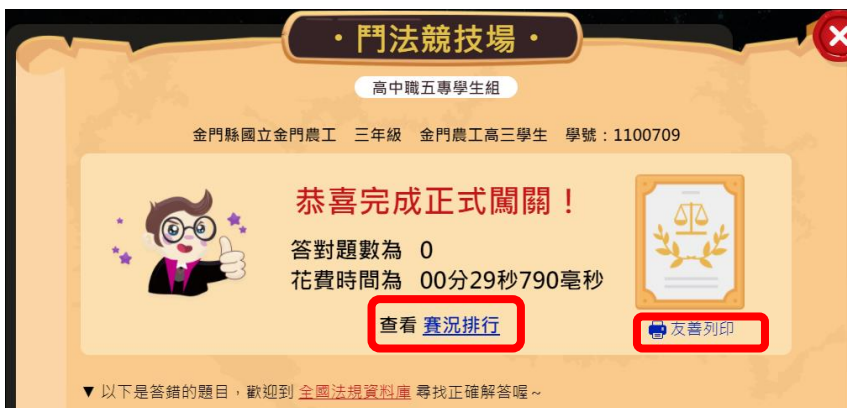 ·鬥法競技場·
高中職五專學生組
金門縣國立金門農工 三年級 金門農工高三學生 學號：1100709
恭喜完成正式闖關！
答對題數為 0
花費時間為 00分29秒790毫秒
查看 賽況排行
友善列印
▼ 以下是答錯的題目，歡迎到 全國法規資料庫 尋找正確解答喔～